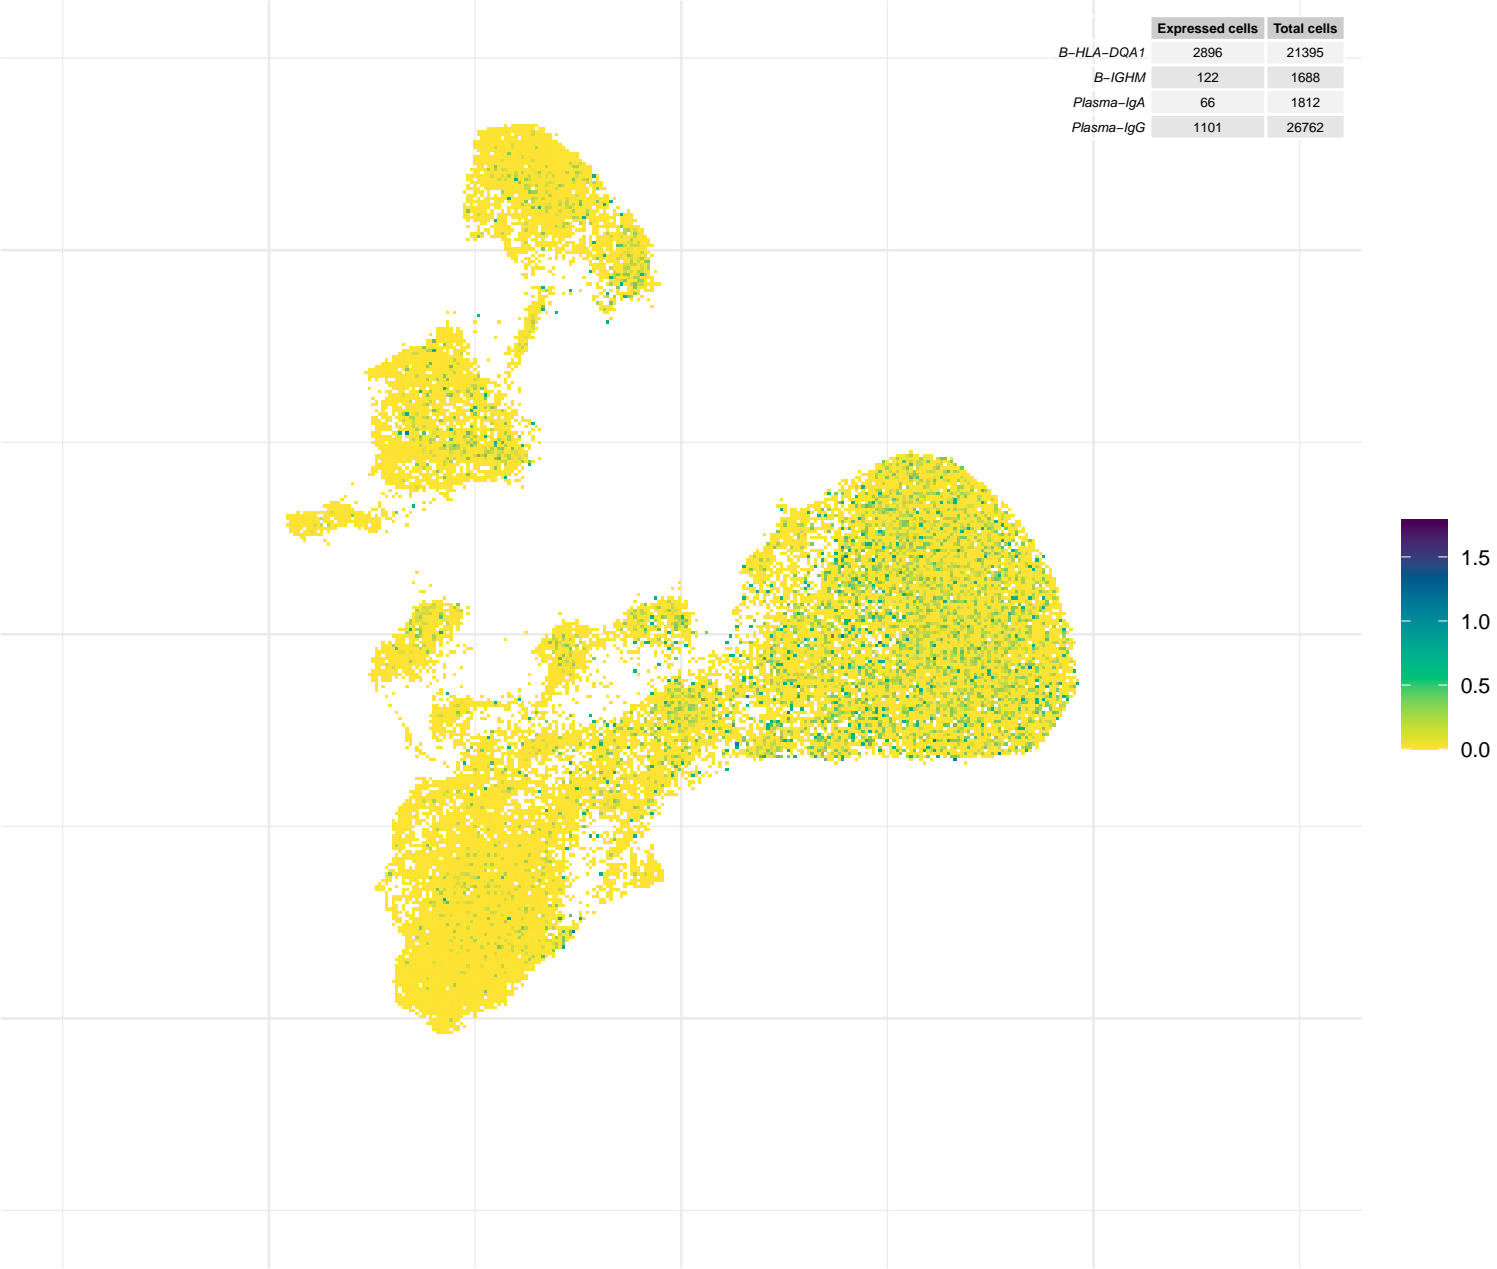 Expressed cells Total cells
B−HLA−DQA1 2896 21395
B−IGHM 122 1688
Plasma−IgA 66 1812
Plasma−IgG 1101 26762
1.5
1.0
0.5
0.0